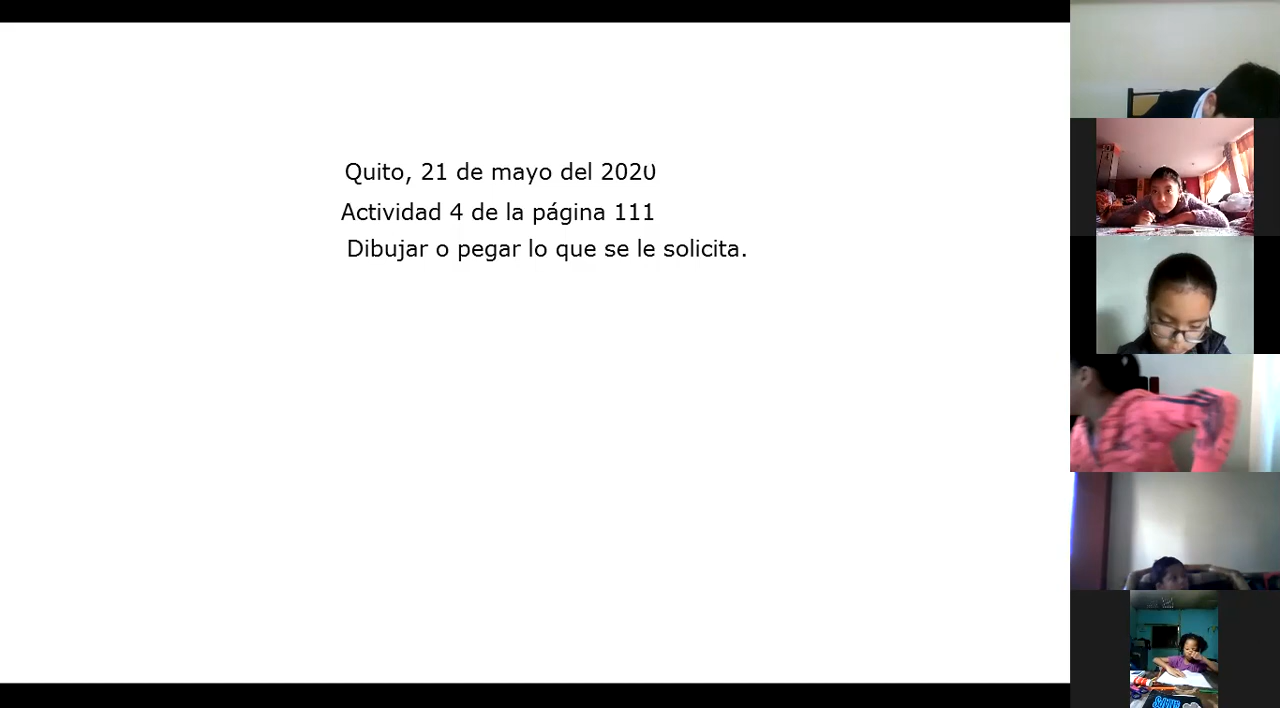 Quito, 21 de mayo del 2020
Actividad 4 de la página 111
Dibujar o pegar lo que se le solicita.